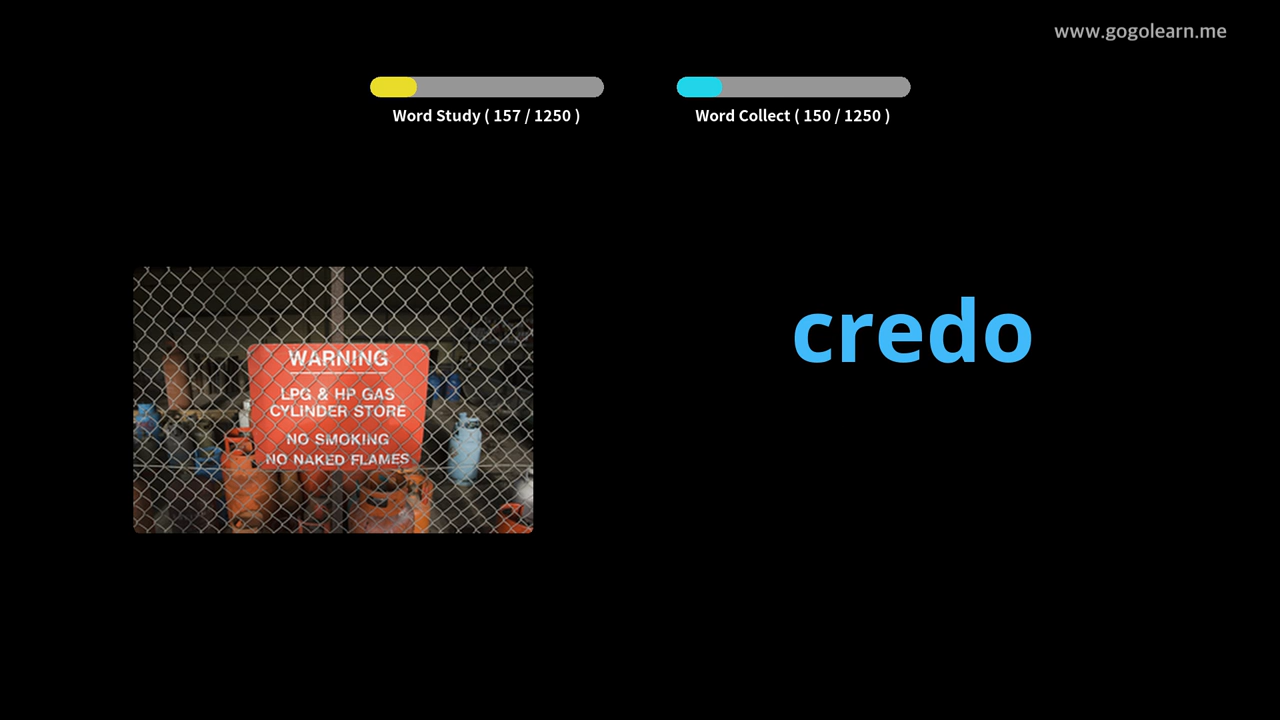 www.gogolearn.me
Word Study ( 157 / 1250 )
Word Collect ( 150 / 1250 )
credo
WARNING
LPG & HP GAS
CYLINDER STORE
NO SMOKING
NO NAKED FLAMES